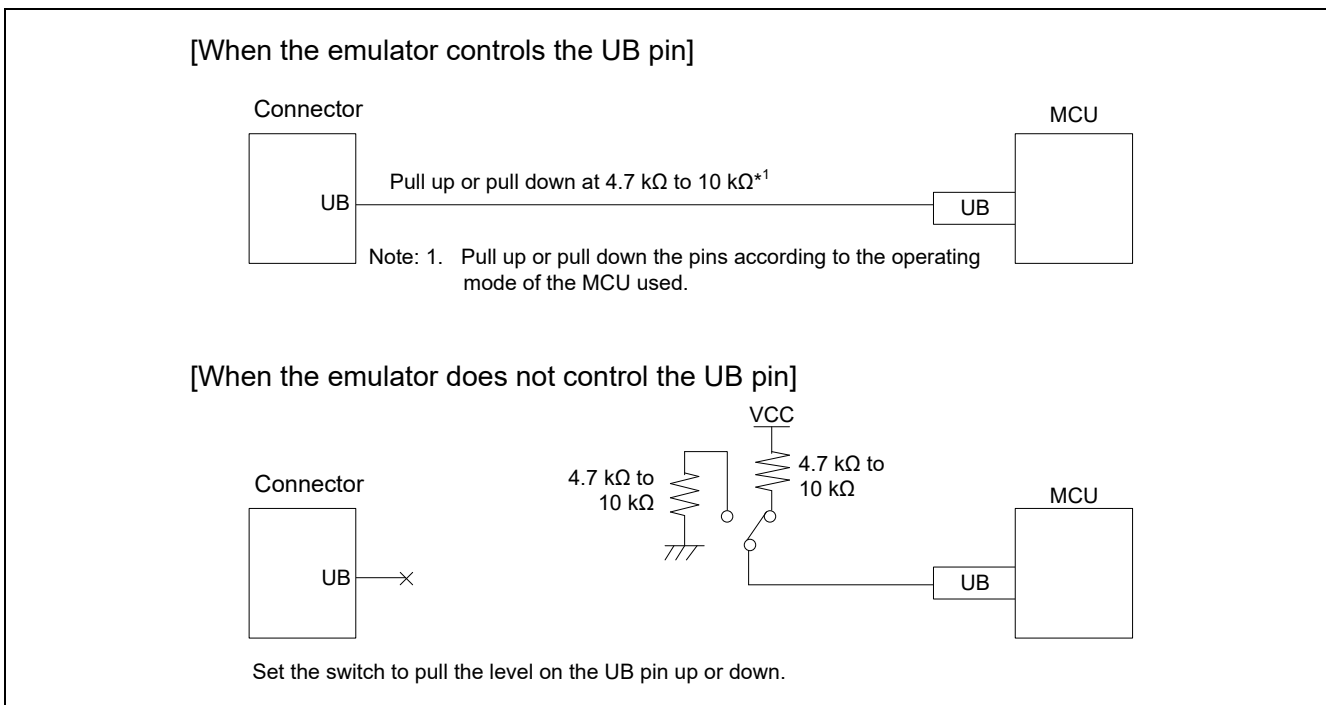 [When the emulator controls the UB pin]
Connector
MCU
Pull up or pull down at 4.7 kΩ to 10 kΩ*1
UB
UB
Note: 1. Pull up or pull down the pins according to the operating
mode of the MCU used.
[When the emulator does not control the UB pin]
VCC
4.7 kΩ to
10 kΩ
4.7 kΩ to
10 kΩ
Connector
MCU
UB
UB
Set the switch to pull the level on the UB pin up or down.